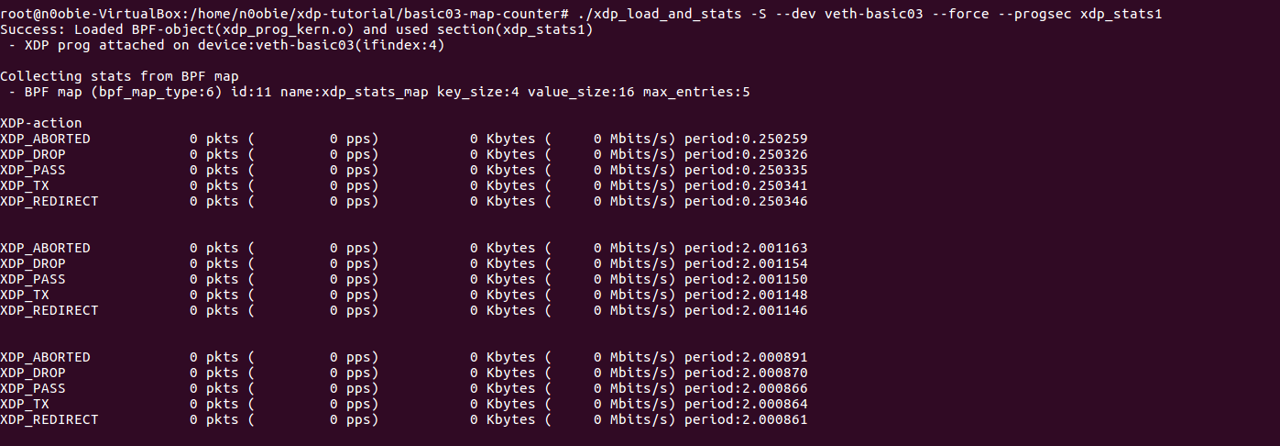 root@n0obie-VirtualBox:/home/n0obie/xdp-tutorial/basic03-map-counter# ./xdp_load_and_stats -S --dev veth-basic03 --force --progsec xdp_stats1
Success: Loaded BPF-object(xdp_prog_kern.o) and used section(xdp_stats1)
 - XDP prog attached on device:veth-basic03(ifindex:4)

Collecting stats from BPF map
 - BPF map (bpf_map_type:6) id:11 name:xdp_stats_map key_size:4 value_size:16 max_entries:5

XDP-action
XDP_ABORTED            0 pkts (         0 pps)           0 Kbytes (     0 Mbits/s) period:0.250259
XDP_DROP               0 pkts (         0 pps)           0 Kbytes (     0 Mbits/s) period:0.250326
XDP_PASS               0 pkts (         0 pps)           0 Kbytes (     0 Mbits/s) period:0.250335
XDP_TX                 0 pkts (         0 pps)           0 Kbytes (     0 Mbits/s) period:0.250341
XDP_REDIRECT           0 pkts (         0 pps)           0 Kbytes (     0 Mbits/s) period:0.250346

XDP_ABORTED            0 pkts (         0 pps)           0 Kbytes (     0 Mbits/s) period:2.001163
XDP_DROP               0 pkts (         0 pps)           0 Kbytes (     0 Mbits/s) period:2.001154
XDP_PASS               0 pkts (         0 pps)           0 Kbytes (     0 Mbits/s) period:2.001150
XDP_TX                 0 pkts (         0 pps)           0 Kbytes (     0 Mbits/s) period:2.001148
XDP_REDIRECT           0 pkts (         0 pps)           0 Kbytes (     0 Mbits/s) period:2.001146

XDP_ABORTED            0 pkts (         0 pps)           0 Kbytes (     0 Mbits/s) period:2.000891
XDP_DROP               0 pkts (         0 pps)           0 Kbytes (     0 Mbits/s) period:2.000870
XDP_PASS               0 pkts (         0 pps)           0 Kbytes (     0 Mbits/s) period:2.000866
XDP_TX                 0 pkts (         0 pps)           0 Kbytes (     0 Mbits/s) period:2.000864
XDP_REDIRECT           0 pkts (         0 pps)           0 Kbytes (     0 Mbits/s) period:2.000861